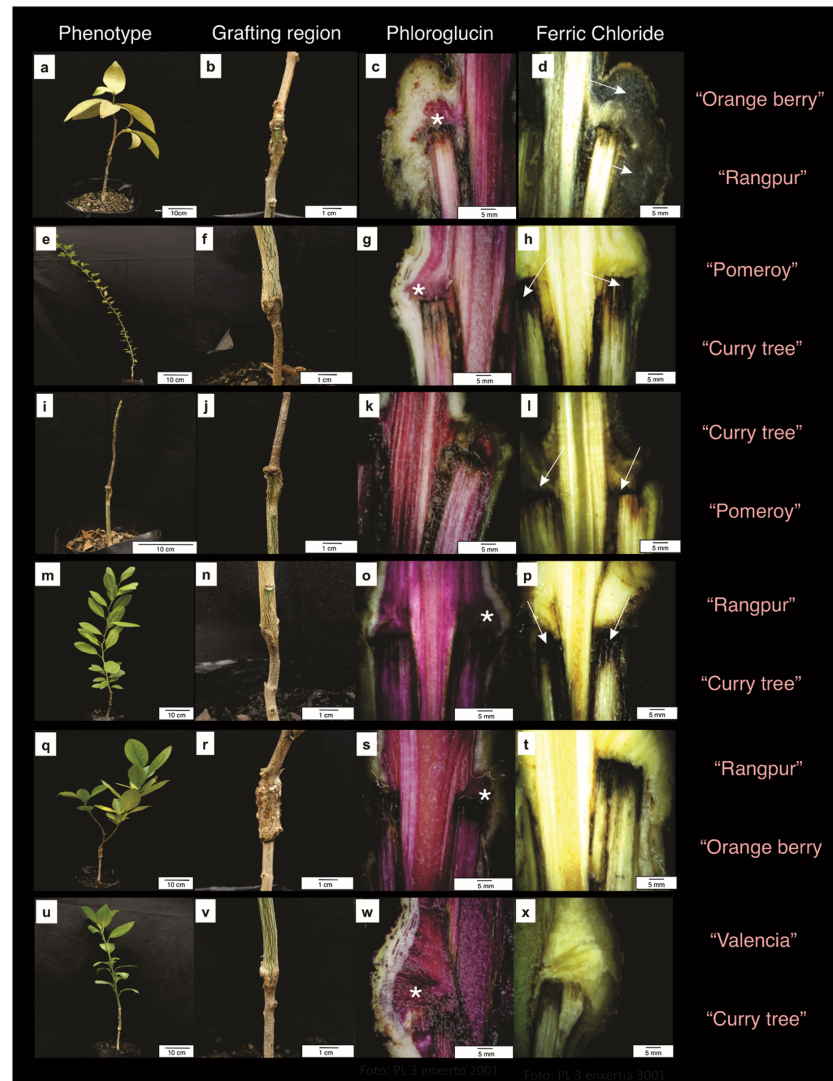 Phenotype Grafting region Phloroglucin Ferric Chloride
a b c d
“Orange berry”
*
“Rangpur”
10cm 1 cm 5 mm 5 mm
e f g h
“Pomeroy”
*
“Curry tree”
10 cm 1 cm 5 mm 5 mm
i j k l
“Curry tree”
“Pomeroy”
10 cm 1 cm 5 mm 5 mm
m n o p
“Rangpur”
*
“Curry tree”
10 cm 1 cm 5 mm 5 mm
q r s t
“Rangpur”
*
“Orange berry
10 cm 1 cm 5 mm 5 mm
u v w x
“Valencia”
*
“Curry tree”
10 cm 1 cm 5 mm 5 mm
Foto: PL 3 enxerto 2001 Foto: PL 3 enxertia 3001